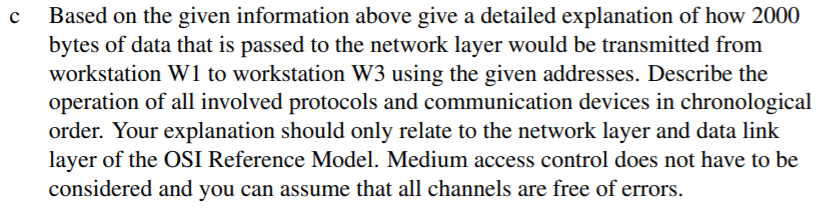 c Based on the given information above give a detailed explanation of how 2000
bytes of data that is passed to the network layer would be transmitted from
workstation W1 to workstation W3 using the given addresses. Describe the
operation of all involved protocols and communication devices in chronological
order. Your explanation should only relate to the network layer and data link
layer of the OSI Reference Model. Medium access control does not have to be
considered and you can assume that all channels are free of errors.